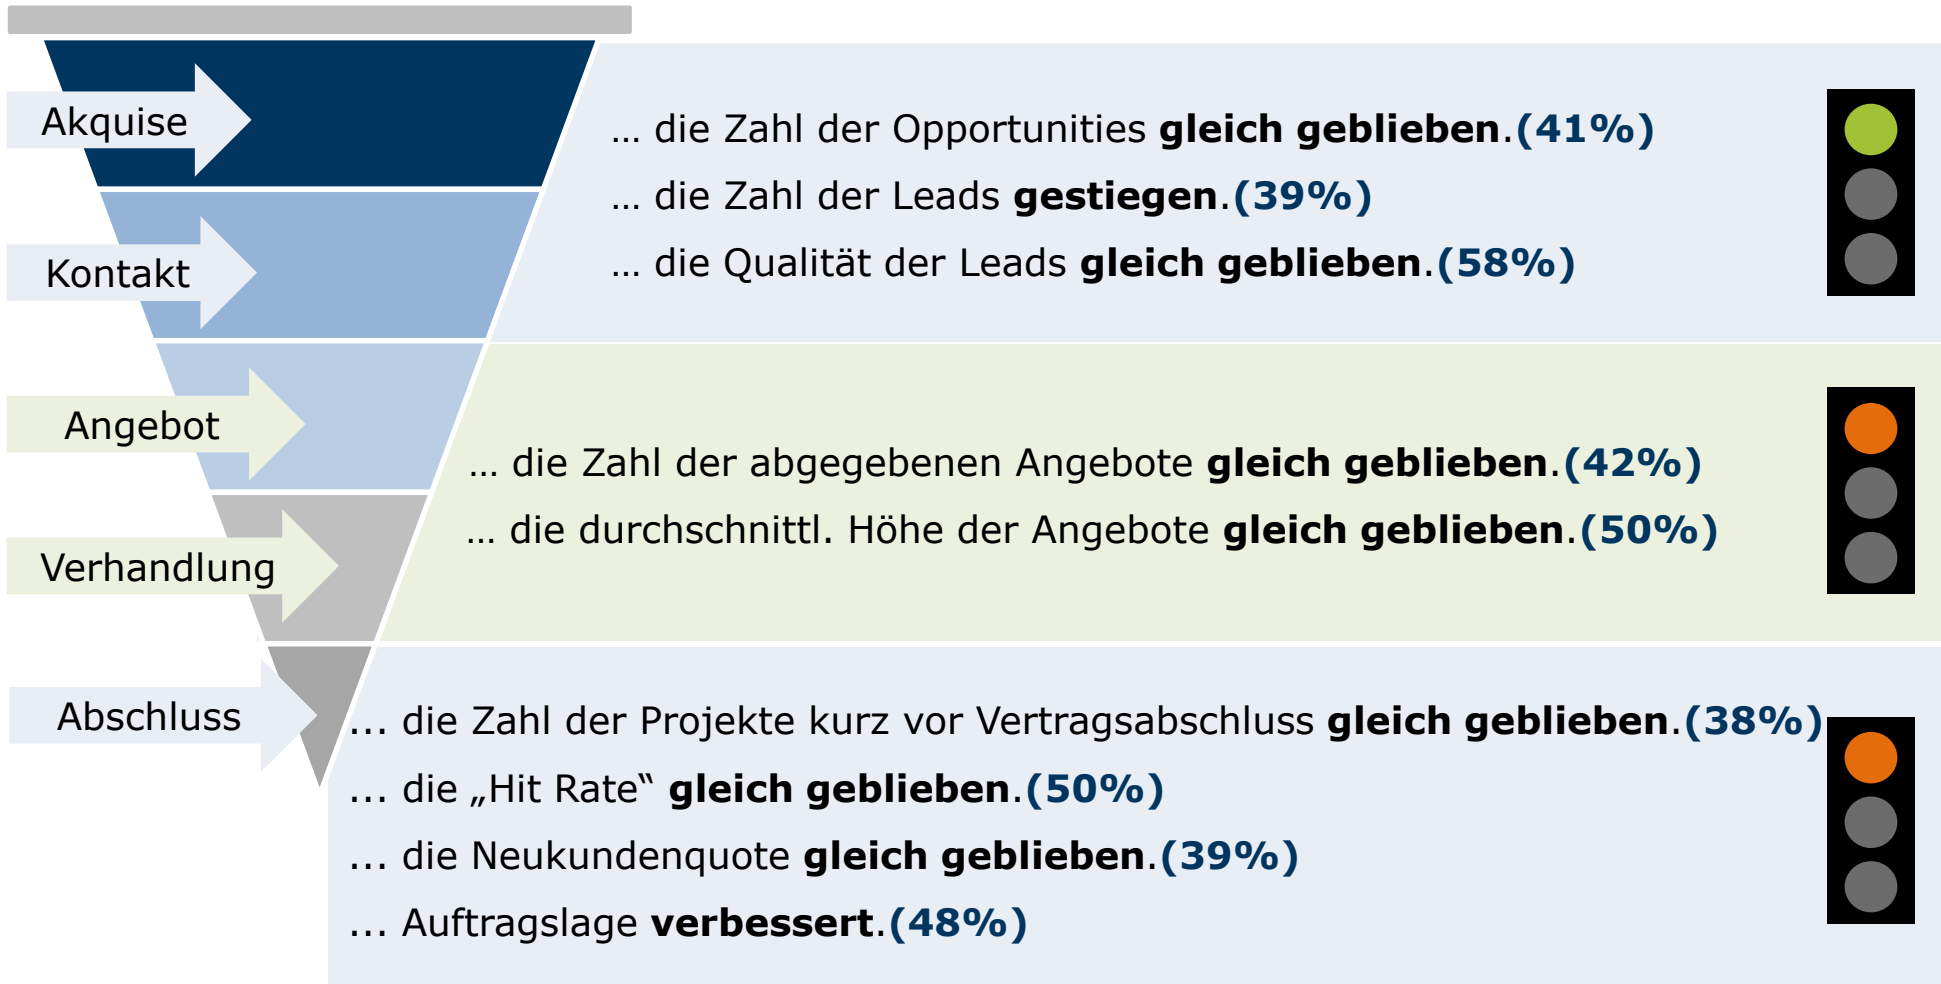 Akquise
... die Zahl der Opportunities gleich geblieben.(41%)
... die Zahl der Leads gestiegen.(39%)
Kontakt
... die Qualität der Leads gleich geblieben.(58%)
Angebot
... die Zahl der abgegebenen Angebote gleich geblieben.(42%)
... die durchschnittl. Höhe der Angebote gleich geblieben.(50%)
Verhandlung
Abschluss
... die Zahl der Projekte kurz vor Vertragsabschluss gleich geblieben.(38%)
... die „Hit Rate“ gleich geblieben.(50%)
... die Neukundenquote gleich geblieben.(39%)
... Auftragslage verbessert.(48%)